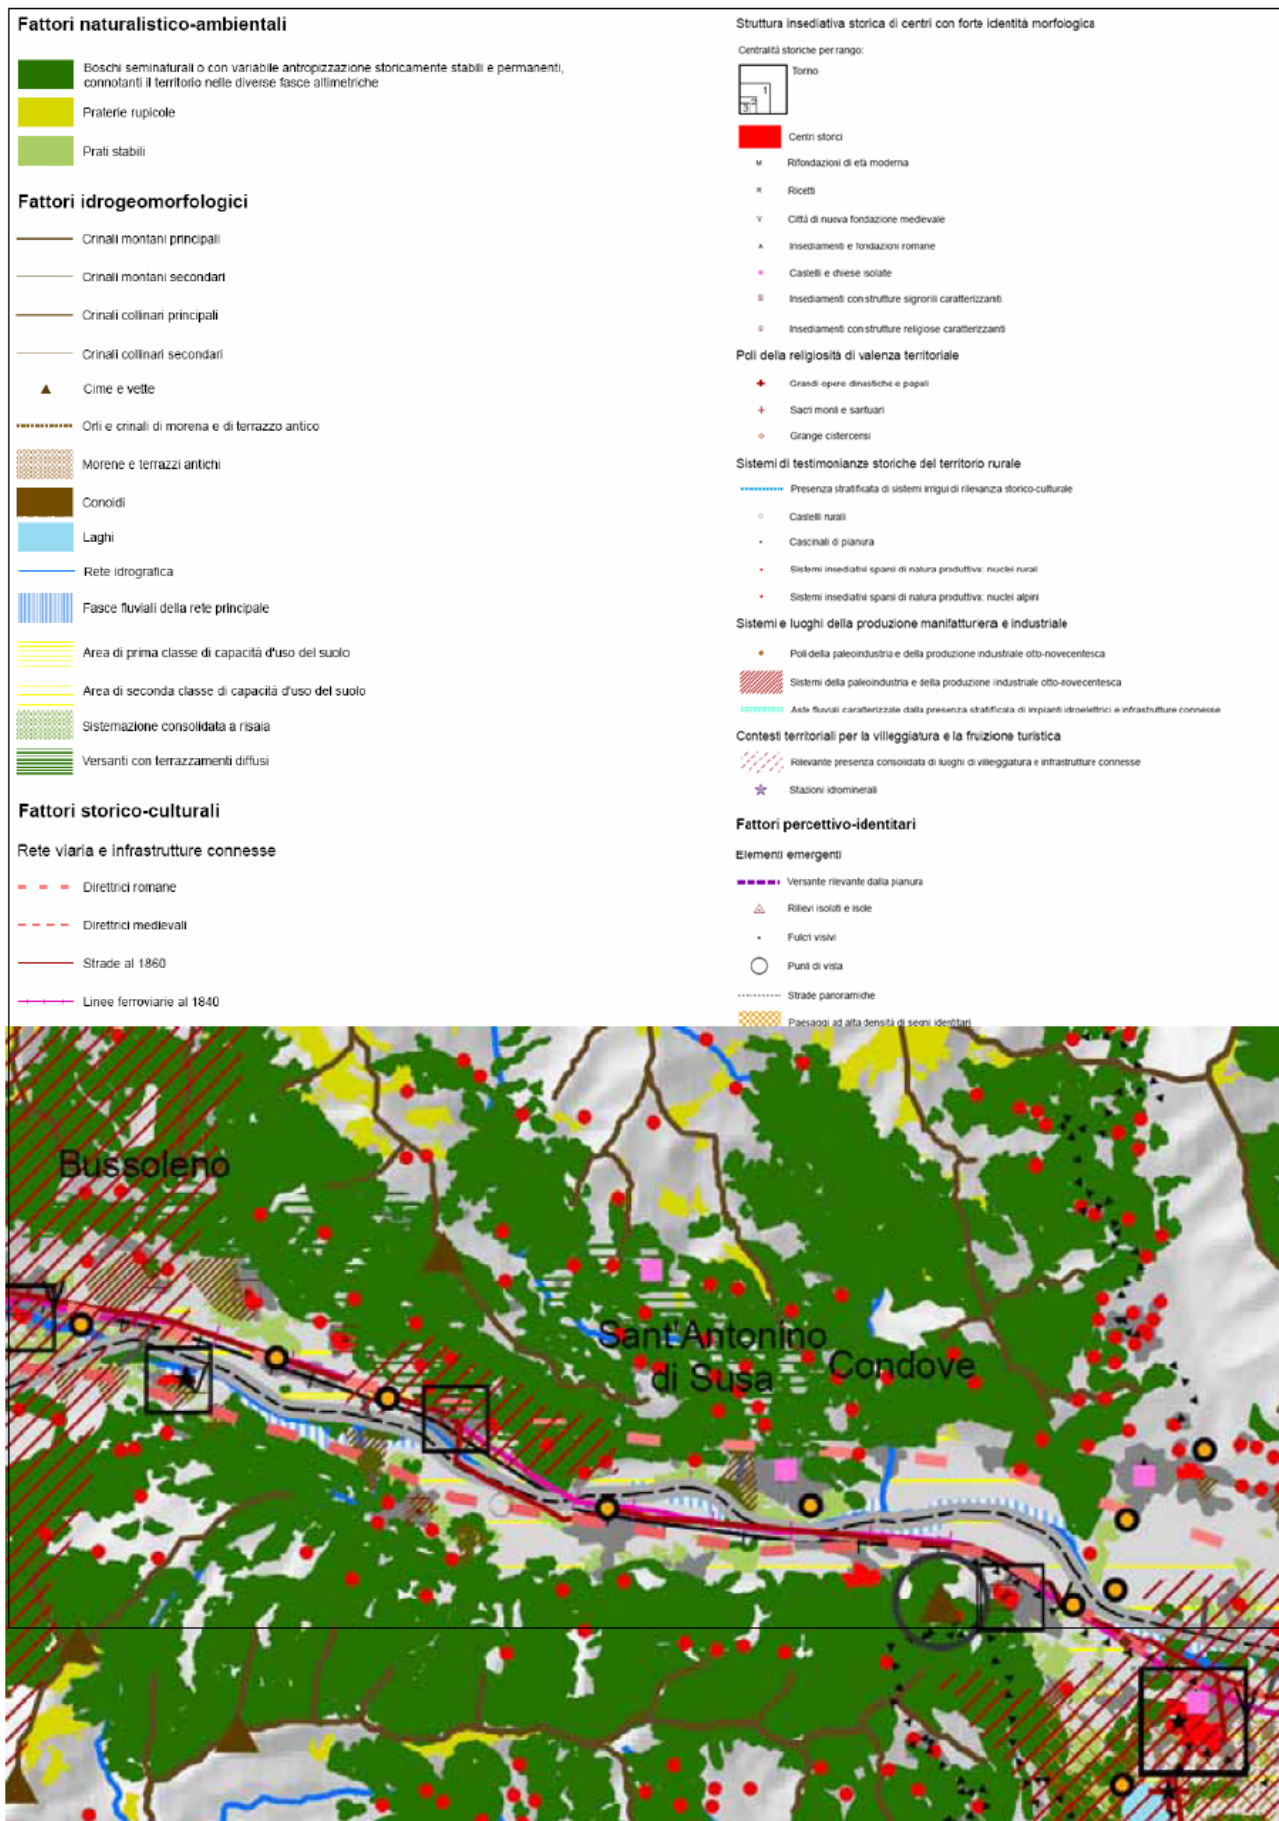 Fattori naturalistico-ambientali
Boschi seminaturali o con variabile antropizzazione storicamente stabili e permanenti,
connotanti il territorio nelle diverse fasce altimetriche
Praterie rupicole
Prati stabili
Fattori idrogeomorfologici
Crinali montani principali
Crinali montani secondari
Crinali collinari principali
Crinali collinari secondari
Cime e vette
Orli e crinali di morena e di terrazzo antico
Morene e terrazzi antichi
Conoidi
Laghi
Rete idrografica
Fasce fluviali della rete principale
Area di prima classe di capacità d'uso del suolo
Area di seconda classe di capacità d'uso del suolo
Sistemazione consolidata a risaia
Versanti con terrazzamenti diffusi
Fattori storico-culturali
Rete viaria e infrastrutture connesse
Direttrici romane
Direttrici medievali
Strade al 1860
Linee ferroviarie al 1840
Struttura insediativa storica di centri con forte identità morfologica
Centralità storiche per rango:
Torino
1
2
3
Centri storici
M Rifondazioni di età moderna
R Ricetti
V Città di nuova fondazione medevale
A Insediamenti e fondazioni romane
Castelli e chiese isolate
Insediamenti con strutture signorili caratterizzanti
Insediamenti con strutture religiose caratterizzanti
Poli della religiosità di valenza territoriale
Grandi opere dinastiche e papali
Sacri monti e santuari
Grange cistercensi
Sistemi di testimonianze storiche del territorio rurale
Presenza stratificata di sistemi irrigui di rilevanza storico-culturale
Castelli rurali
Cascinali di pianura
Sistemi insediativi sparsi di natura produttiva: nuclei rurali
Sistemi insediativi sparsi di natura produttiva: nuclei alpini
Sistemi e luoghi della produzione manifatturiera e industriale
Poli della paleoindustria e della produzione industriale otto-novecentesca
Sistemi della paleoindustria e della produzione industriale otto-novecentesca
Aste fluviali caratterizzate dalla presenza stratificata di impianti idroelettrici e infrastrutture connesse
Contesti territoriali per la villeggiatura e la fruizione turistica
Rilevante presenza consolidata di luoghi di villeggiatura e infrastrutture connesse
Stazioni idrominerali
Fattori percettivo-identitari
Elementi emergenti
Versante rilevante dalla pianura
Rilievi isolati e isole
Fulcri visivi
Punti di vista
Strade panoramiche
Paesaggi ad alta densità di segni identitari
Bussoleno
Sant'Antonino
di Susa
Condove